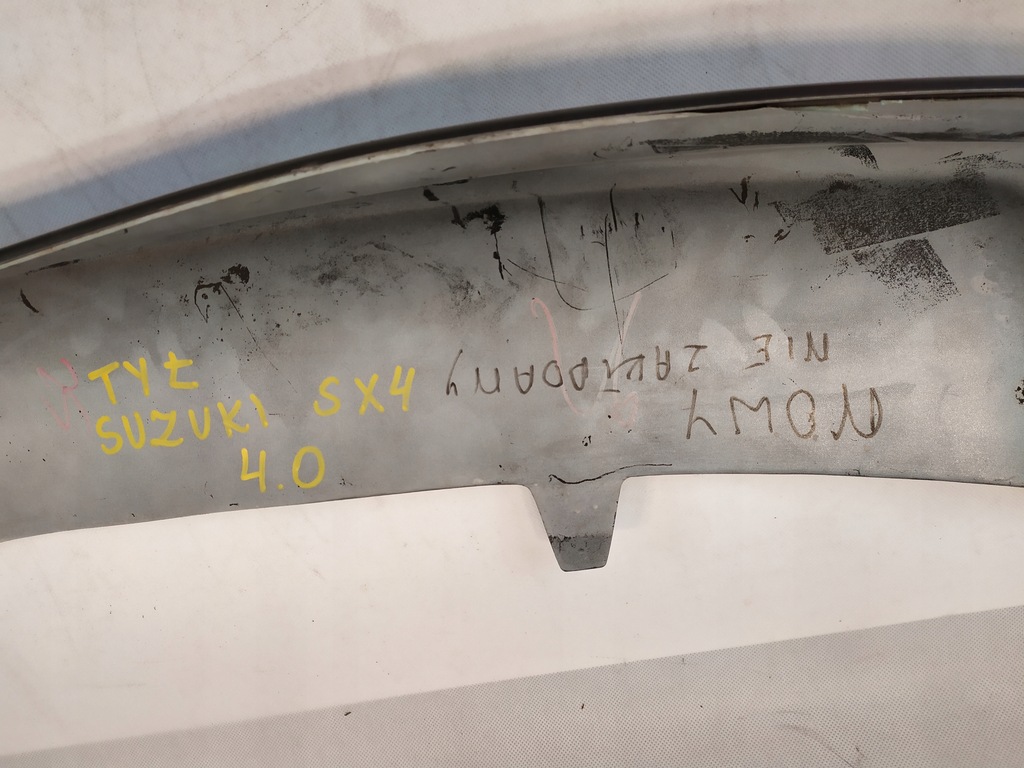 TYŁ
SUZUKI SX4
4.0
NOWY
NIE ZAKŁADANY